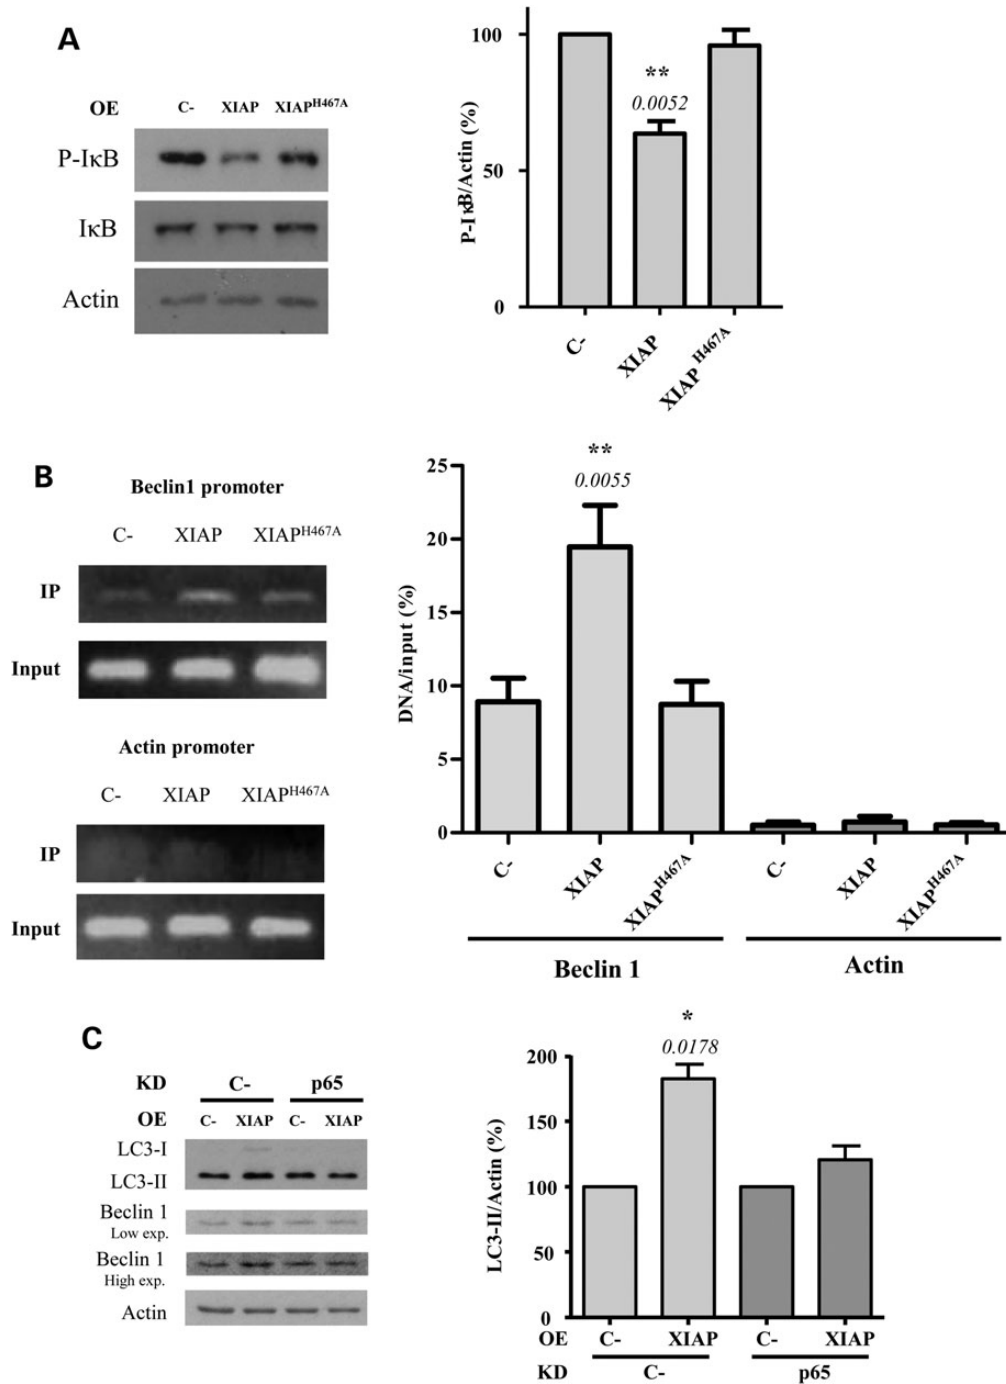 A
OE C- XIAP XIAPH467A
P-IκB
IκB
Actin
P-IκB/Actin (%)
100
50
0
**
0.0052
C- XIAP XIAP H467A
B
Beclin1 promoter
C- XIAP XIAPH467A
IP
Input
Actin promoter
C- XIAP XIAPH467A
IP
Input
DNA/input (%)
25
20
15
10
5
0
**
0.0055
C- XIAP XIAPH467A C- XIAP XIAPH467A
Beclin 1 Actin
C
KD C- p65
OE C- XIAP C- XIAP
LC3-I
LC3-II
Beclin 1
Low exp.
Beclin 1
High exp.
Actin
LC3-II/Actin (%)
200
150
100
50
0
*
0.0178
OE C- XIAP C- XIAP
KD C- p65